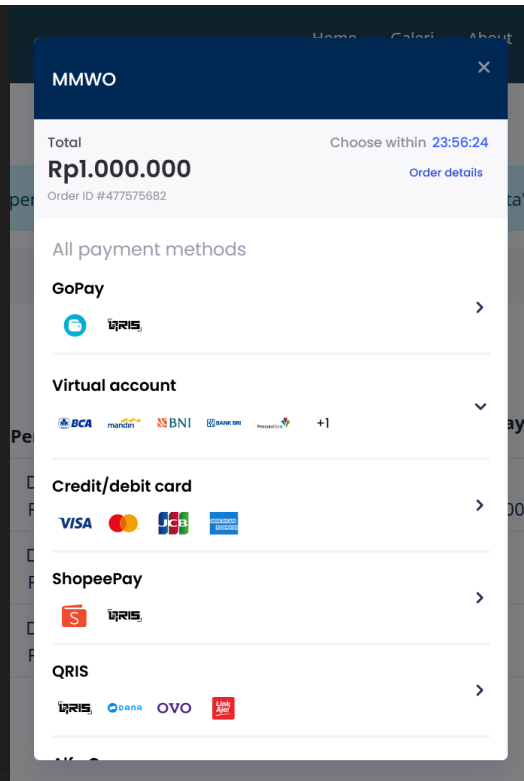 Home Galeri About
MMWO
×
Total
Choose within 23:56:24
Rp1.000.000
Order details
Order ID #477575682
All payment methods
GoPay
QRIS
Virtual account
BCA mandiri BNI BANK BRI PermataBank +1
Credit/debit card
VISA JCB AMERICAN EXPRESS
ShopeePay
S QRIS
QRIS
QRIS DANA OVO LinkAja!